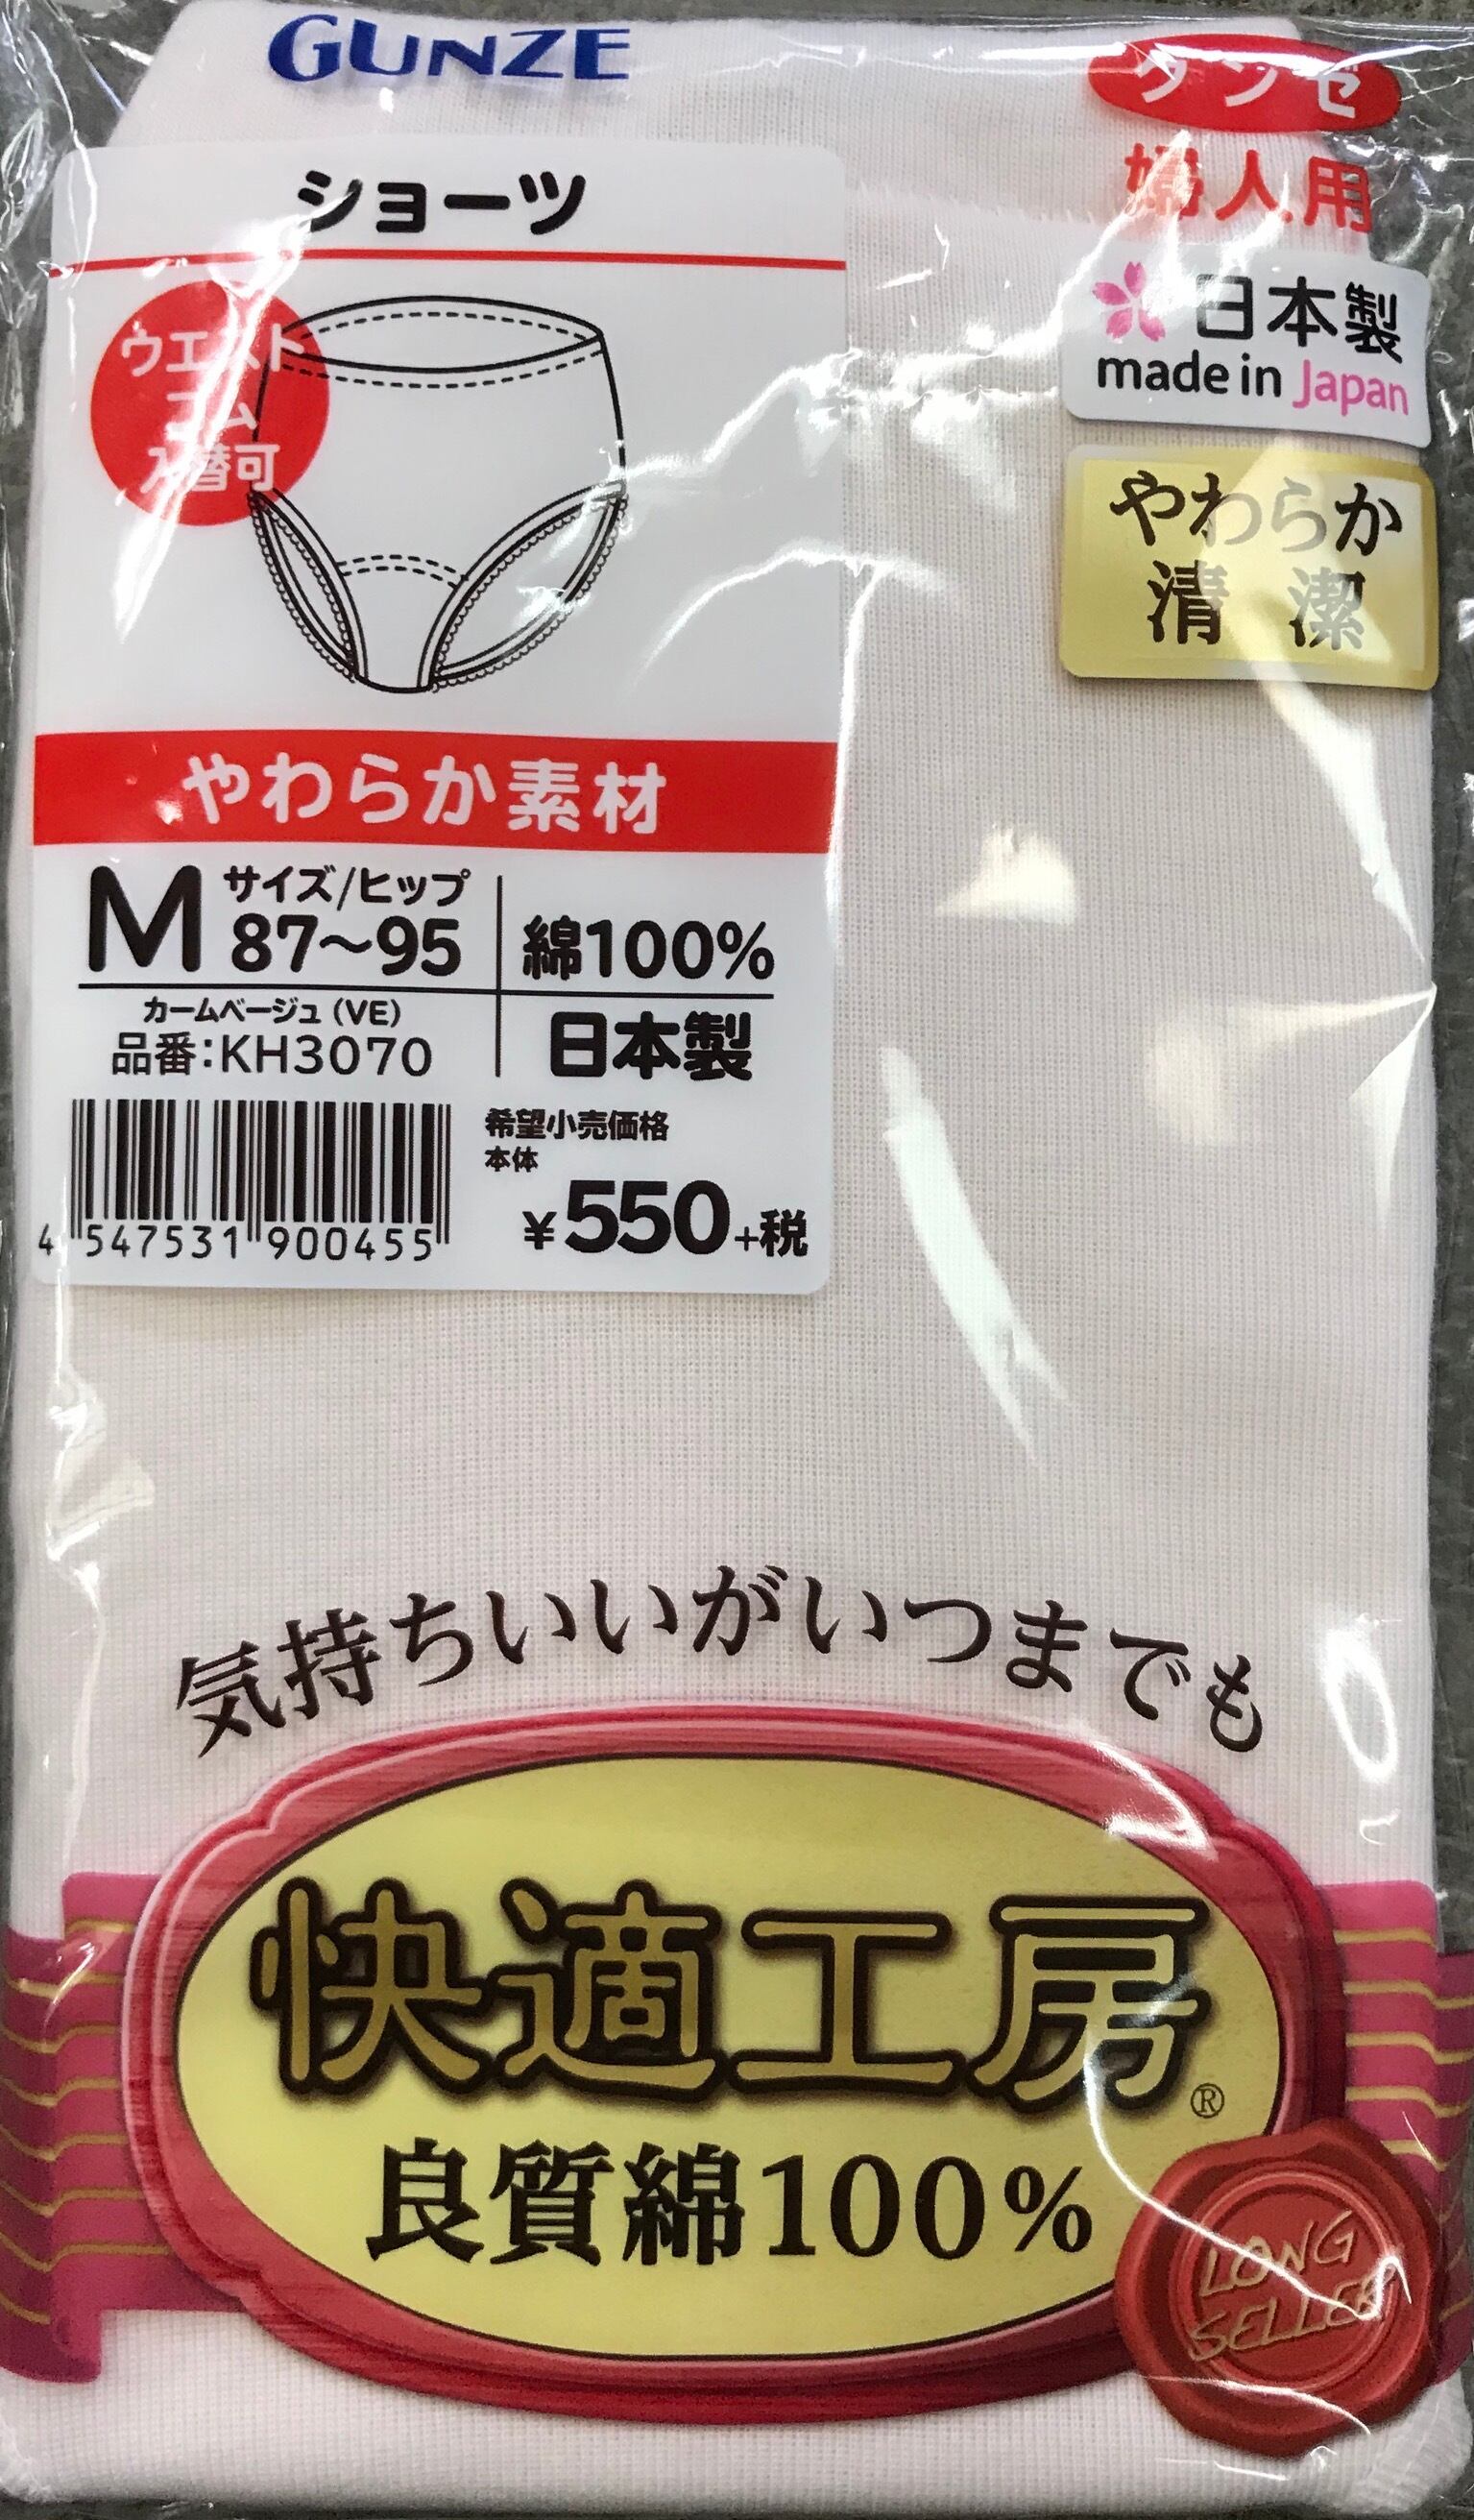 GUNZE
グンゼ
婦人用
ショーツ
ウエスト
ゴム
入替可
日本製
made in Japan
やわらか
清潔
やわらか素材
M サイズ/ヒップ
87〜95
綿100%
カームベージュ(VE)
品番:KH3070
日本製
希望小売価格
本体
¥550+税
4 547531 900455
気持ちいいがいつまでも
快適工房®
良質綿100%
LONG
SELLER